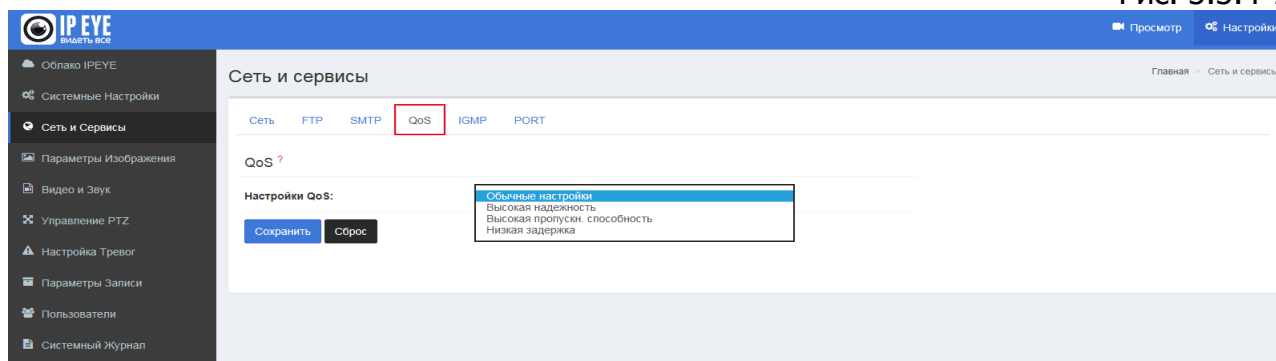 IP EYE
ВИДЕТЬ ВСЕ
Просмотр
Настройки
Облако IPEYE
Системные Настройки
Сеть и Сервисы
Параметры Изображения
Видео и Звук
Управление PTZ
Настройка Тревог
Параметры Записи
Пользователи
Системный Журнал
Сеть и сервисы
Главная > Сеть и сервисы
Сеть FTP SMTP QoS IGMP PORT
QoS ?
Настройки QoS:
Обычные настройки
Высокая надежность
Высокая пропускн. способность
Низкая задержка
Сохранить Сброс